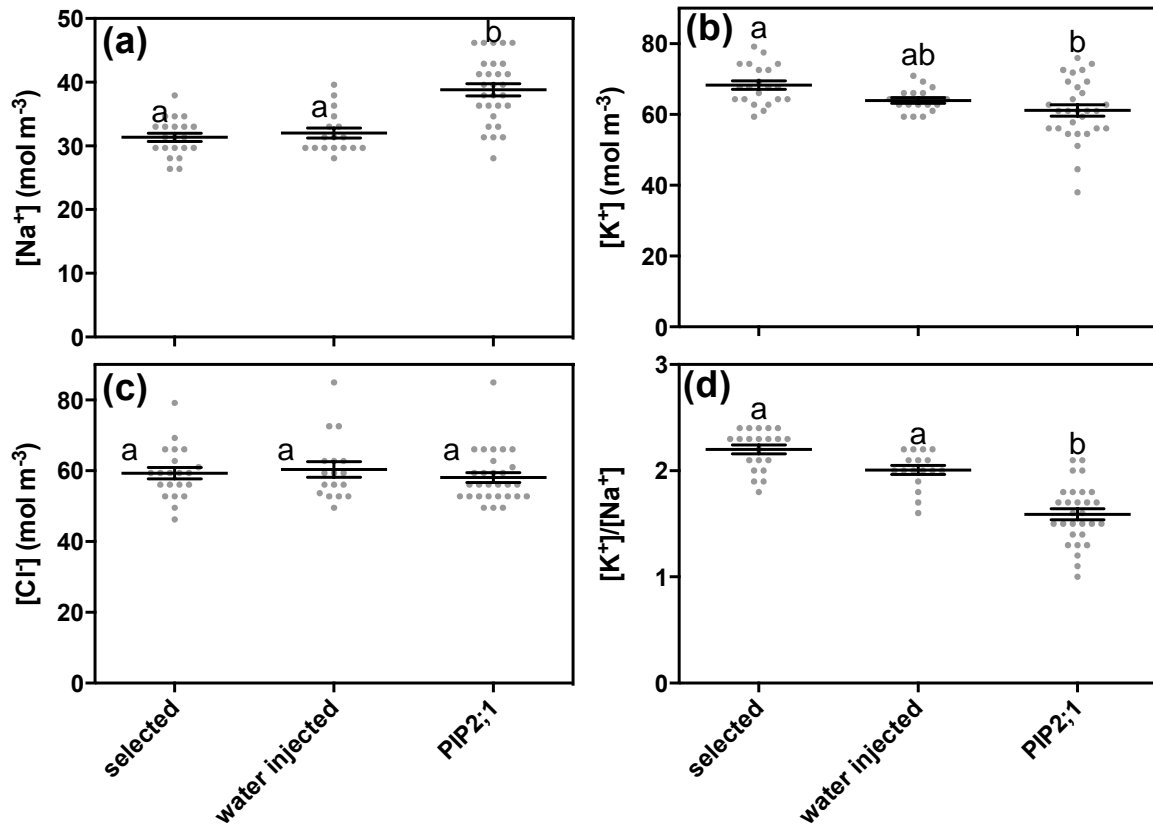 (a)
[Na⁺] (mol m⁻³)
50
40
30
20
10
0
a
a
b
(b)
[K⁺] (mol m⁻³)
80
60
40
20
0
a
ab
b
(c)
[Cl⁻] (mol m⁻³)
80
60
40
20
0
a
a
a
selected
water injected
PIP2;1
(d)
[K⁺]/[Na⁺]
3
2
1
0
a
a
b
selected
water injected
PIP2;1